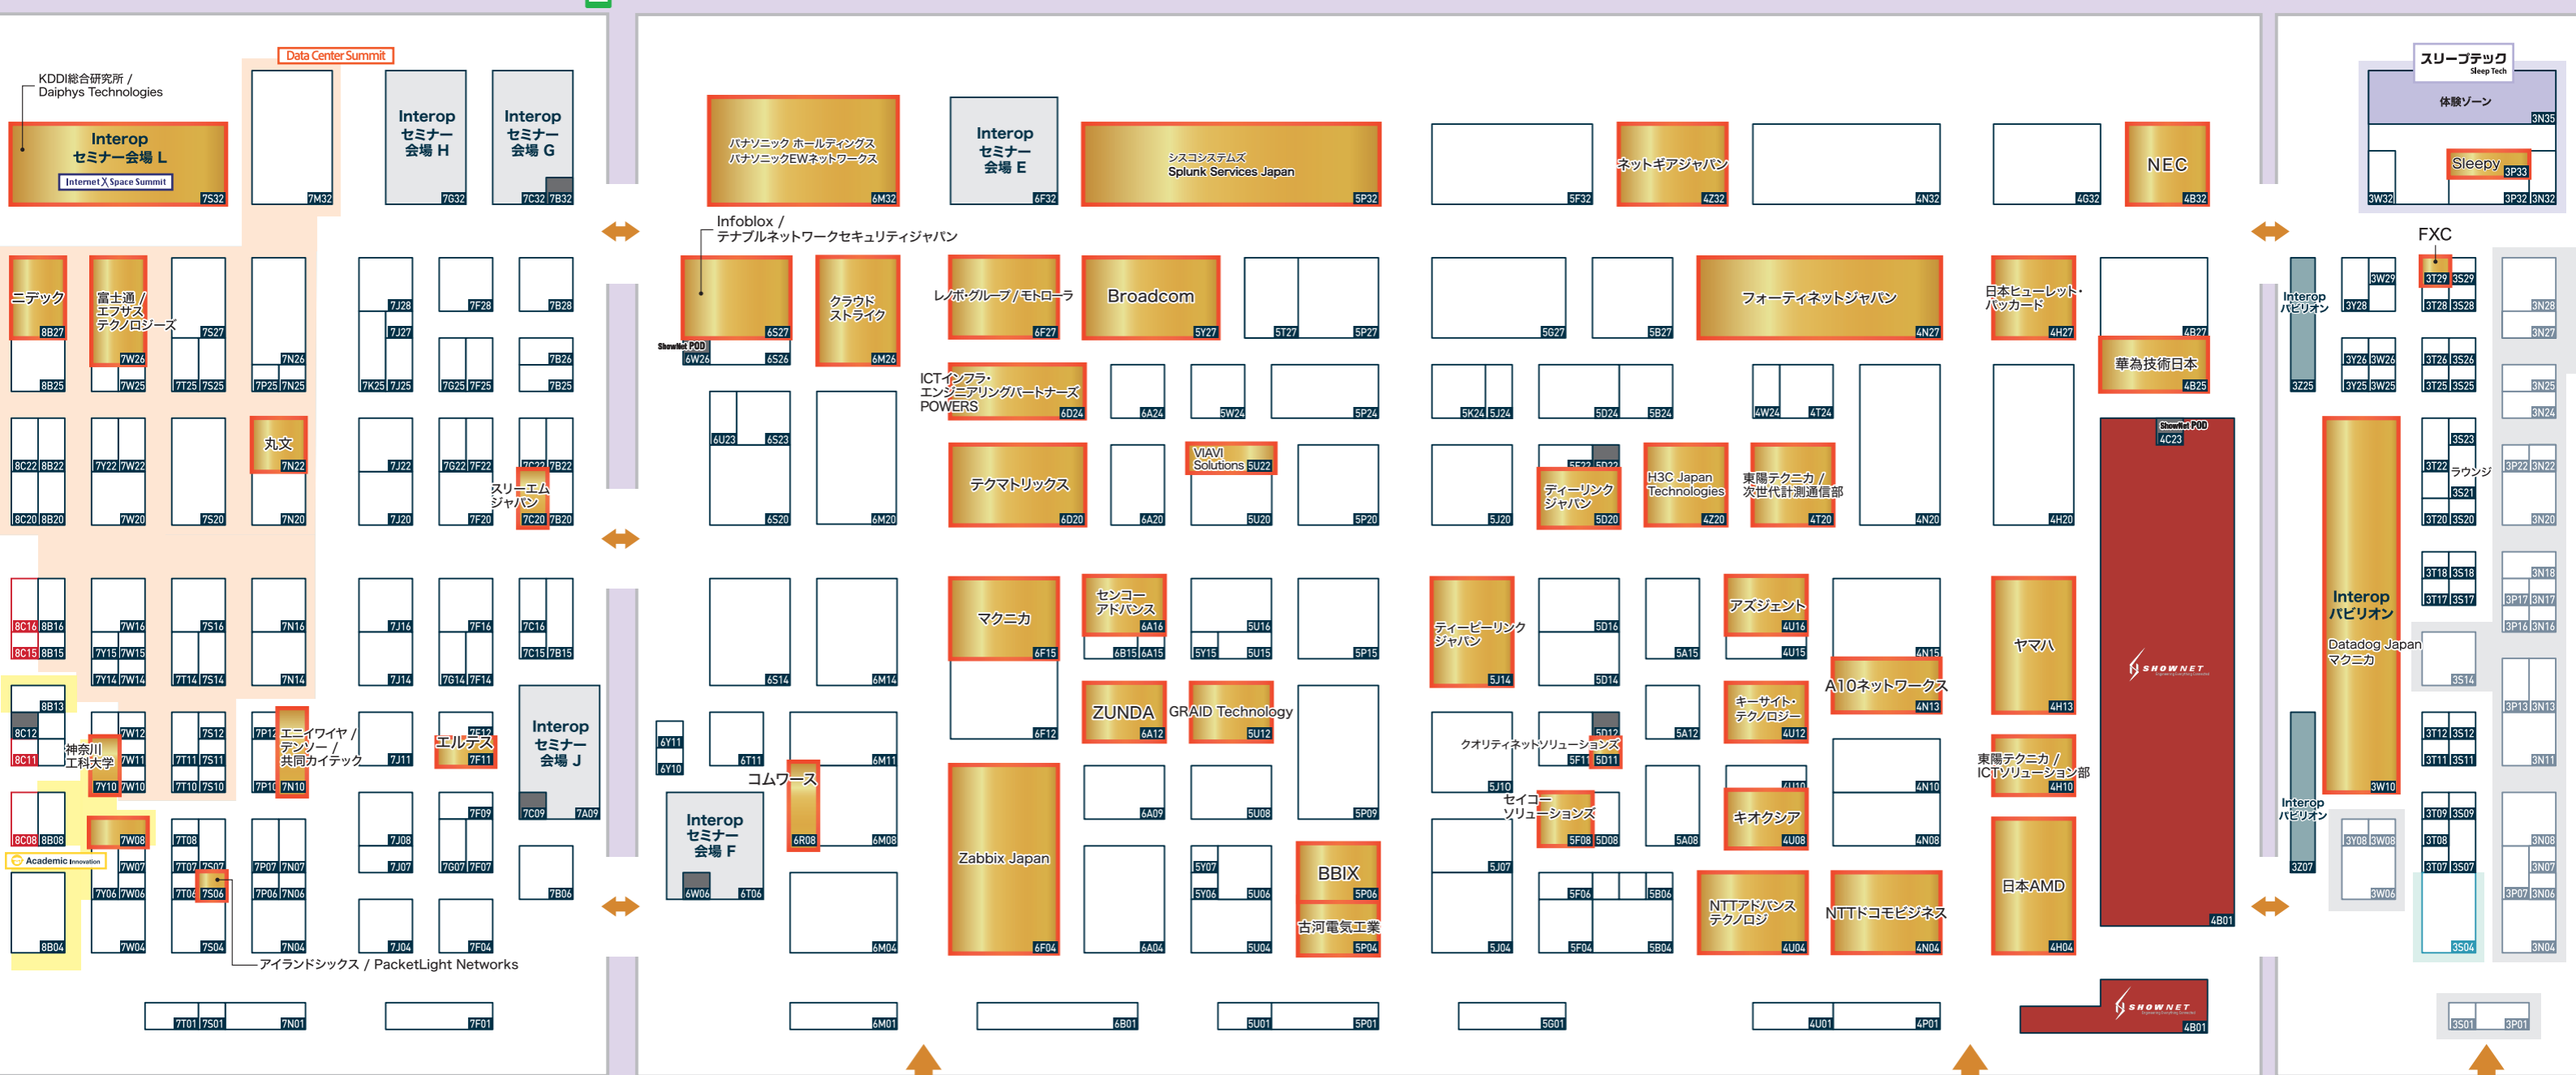 Data Center Summit
スリープテック
Sleep Tech
KDDI総合研究所 /
Daiphys Technologies
Interop
セミナー会場 L
Internet X Space Summit
7S32
7M32
Interop
セミナー
会場 H
7G32
Interop
セミナー
会場 G
7C32
7B32
パナソニック ホールディングス
パナソニックEWネットワークス
6M32
Interop
セミナー
会場 E
6F32
シスコシステムズ
Splunk Services Japan
5P32
5F32
ネットギアジャパン
4Z32
4N32
4G32
NEC
4B32
体験ゾーン
3N35
Sleepy
3P33
3W32
3P32
3N32
Infoblox /
テナブルネットワークセキュリティジャパン
FXC
ニデック
8B27
富士通 /
エフサス
テクノロジーズ
7W26
7S27
7N26
7J28
7J27
7F28
7B28
7B26
8B25
7W25
7T25
7S25
7P25
7N25
7K25
7J25
7G25
7F25
7B25
6S27
ShowNet POD
6W26
6S26
クラウド
ストライク
6M26
レノボ・グループ / モトローラ
6F27
Broadcom
5Y27
5T27
5P27
5G27
5B27
フォーティネットジャパン
4N27
日本ヒューレット・
パッカード
4H27
4B27
華為技術日本
4B25
Interop
パビリオン
3Z25
3W29
3Y28
3T29
3S29
3T28
3S28
3Y26
3W26
3T26
3S26
3Y25
3W25
3T25
3S25
3N28
3N27
3N25
3N24
ICTインフラ・
エンジニアリングパートナーズ
POWERS
6D24
6A24
5W24
5P24
5K24
5J24
5D24
5B24
4W24
4T24
8C22
8B22
7Y22
7W22
丸文
7N22
7J22
7G22
7F22
7C22
7B22
スリーエム
ジャパン
8C20
8B20
7W20
7S20
7N20
7J20
7F20
7C20
7B20
6U23
6S23
6S20
6M20
テクマトリックス
6D20
6A20
VIAVI
Solutions
5U22
5U20
5P20
5J20
5F22
5D22
ディーリンク
ジャパン
5D20
H3C Japan
Technologies
4Z20
東陽テクニカ /
次世代計測通信部
4T20
4N20
4H20
ShowNet POD
4C23
3S23
3T22
ラウンジ
3S21
3T20
3S20
3P22
3N22
3N20
8C16
8B16
7W16
7S16
7N16
7J16
7F16
7C16
8C15
8B15
7Y15
7W15
7C15
7B15
7Y14
7W14
7T14
7S14
7N14
7J14
7G14
7F14
6S14
6M14
マクニカ
6F15
センコー
アドバンス
6A16
6B15
6A15
5U16
5Y15
5U15
5P15
ティーピーリンク
ジャパン
5J14
5D16
5D14
5A15
アズジェント
4U16
4U15
4N15
A10ネットワークス
4N13
ヤマハ
4H13
SHOWNET
4B01
Interop
パビリオン
Datadog Japan
マクニカ
3W10
3T18
3S18
3T17
3S17
3N18
3P17
3N17
3P16
3N16
3S14
8B13
8C12
8C11
神奈川
工科大学
7W12
7W11
7Y10
7W10
7S12
7T11
7S11
7T10
7S10
7P12
エニイワイヤ /
デンソー /
共同カイテック
7P10
7N10
7J11
7F12
エルテス
7F11
Interop
セミナー
会場 J
7C09
7A09
6Y11
6Y10
6T11
コムワース
6R08
6M11
6M08
6F12
ZUNDA
6A12
GRAID Technology
5U12
クオリティネットソリューションズ
5D12
5F11
5D11
5A12
キーサイト・
テクノロジー
4U12
東陽テクニカ /
ICTソリューション部
4H10
3T12
3S12
3T11
3S11
3P13
3N13
3N11
8C08
8B08
Academic Innovation
7W08
7W07
7Y06
7W06
7T08
7T07
7S07
7T06
7S06
7P07
7N07
7P06
7N06
7J08
7J07
7F09
7G07
7F07
7B06
Interop
セミナー
会場 F
6W06
6T06
Zabbix Japan
6F04
6A09
5U08
5P09
5J10
セイコー
ソリューションズ
5F08
5D08
5A08
4U10
キオクシア
4U08
4N10
4N08
Interop
パビリオン
3Z07
3T09
3S09
3T08
3T07
3S07
3Y08
3W08
3W06
3N08
3N07
3P07
3N06
5Y07
5Y06
5U06
BBIX
5P06
古河電気工業
5P04
5J07
5F06
5B06
NTTアドバンス
テクノロジ
4U04
NTTドコモビジネス
4N04
日本AMD
4H04
8B04
7W04
7S04
7N04
7J04
7F04
6M04
6A04
5U04
5J04
5F04
5B04
3S04
3N04
アイランドシックス / PacketLight Networks
7T01
7S01
7N01
7F01
6M01
6B01
5U01
5P01
5G01
4U01
4P01
SHOWNET
4B01
3S01
3P01